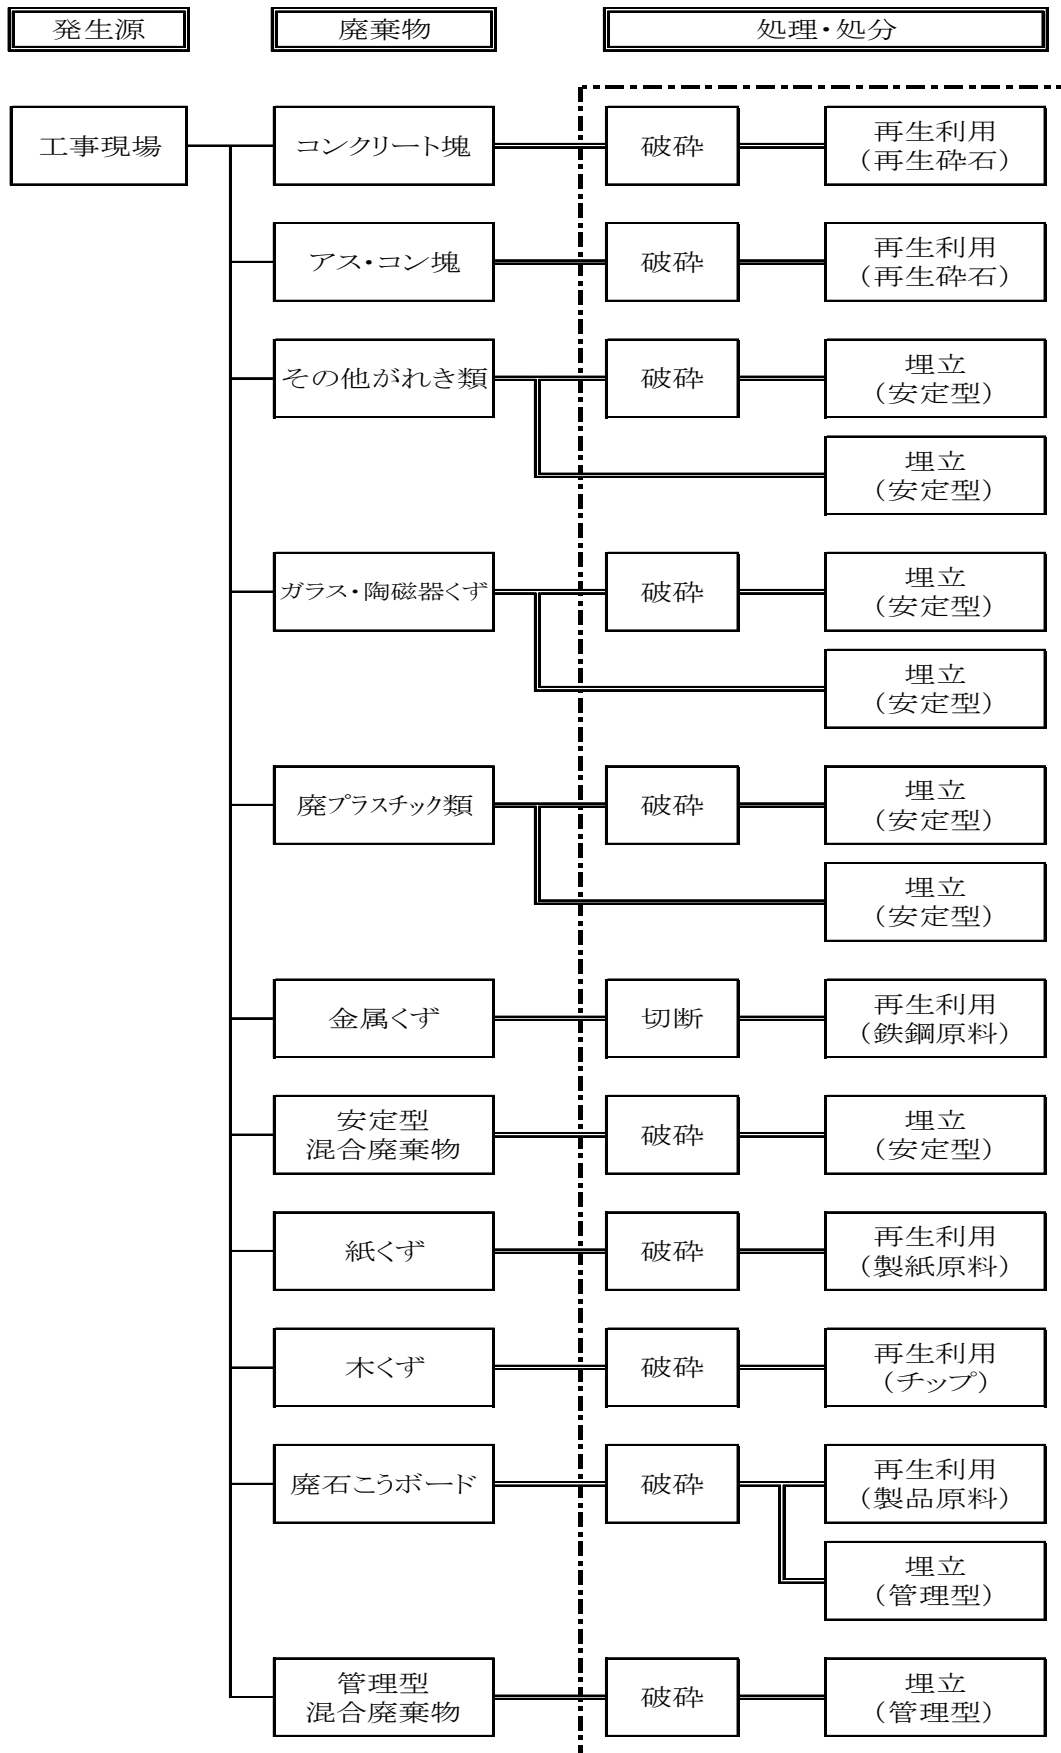 発生源
廃棄物
処理・処分
工事現場
コンクリート塊
破砕
再生利用
(再生砕石)
アス・コン塊
破砕
再生利用
(再生砕石)
その他がれき類
破砕
埋立
(安定型)
埋立
(安定型)
ガラス・陶磁器くず
破砕
埋立
(安定型)
埋立
(安定型)
廃プラスチック類
破砕
埋立
(安定型)
埋立
(安定型)
金属くず
切断
再生利用
(鉄鋼原料)
安定型
混合廃棄物
破砕
埋立
(安定型)
紙くず
破砕
再生利用
(製紙原料)
木くず
破砕
再生利用
(チップ)
廃石こうボード
破砕
再生利用
(製品原料)
埋立
(管理型)
管理型
混合廃棄物
破砕
埋立
(管理型)